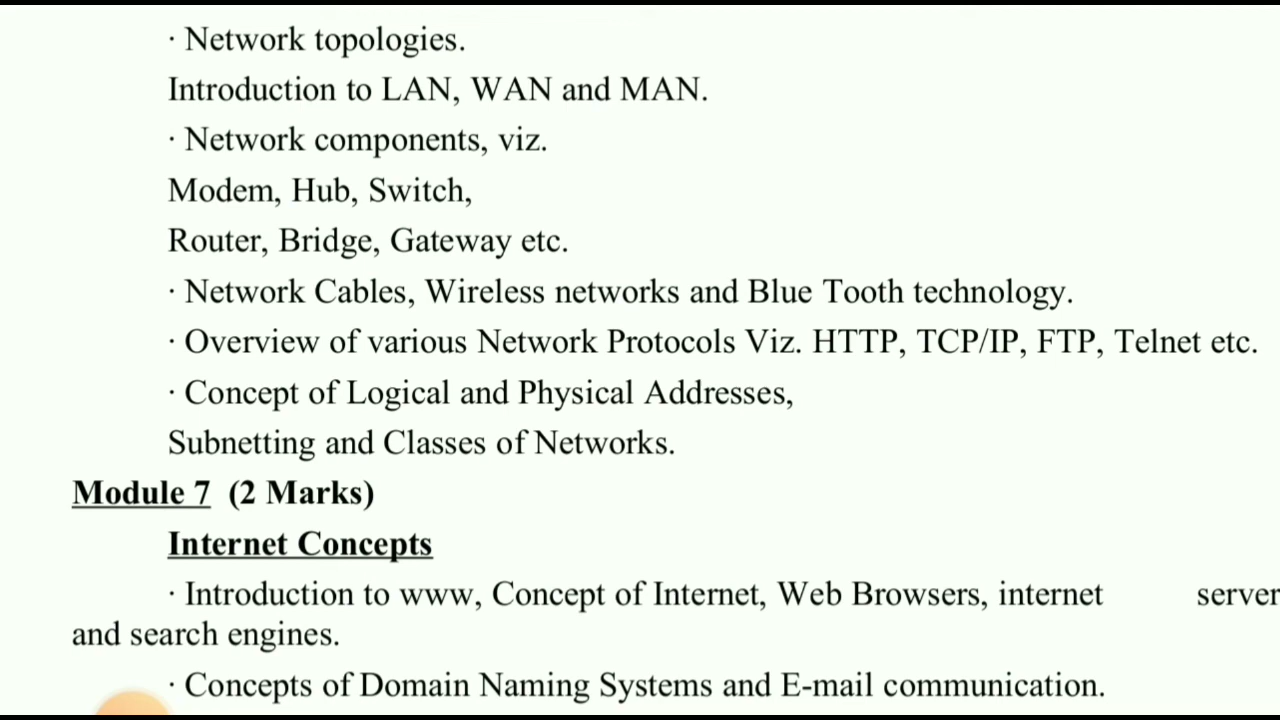 · Network topologies.
Introduction to LAN, WAN and MAN.
· Network components, viz.
Modem, Hub, Switch,
Router, Bridge, Gateway etc.
· Network Cables, Wireless networks and Blue Tooth technology.
· Overview of various Network Protocols Viz. HTTP, TCP/IP, FTP, Telnet etc.
· Concept of Logical and Physical Addresses,
Subnetting and Classes of Networks.
Module 7 (2 Marks)
Internet Concepts
· Introduction to www, Concept of Internet, Web Browsers, internet server
and search engines.
· Concepts of Domain Naming Systems and E-mail communication.